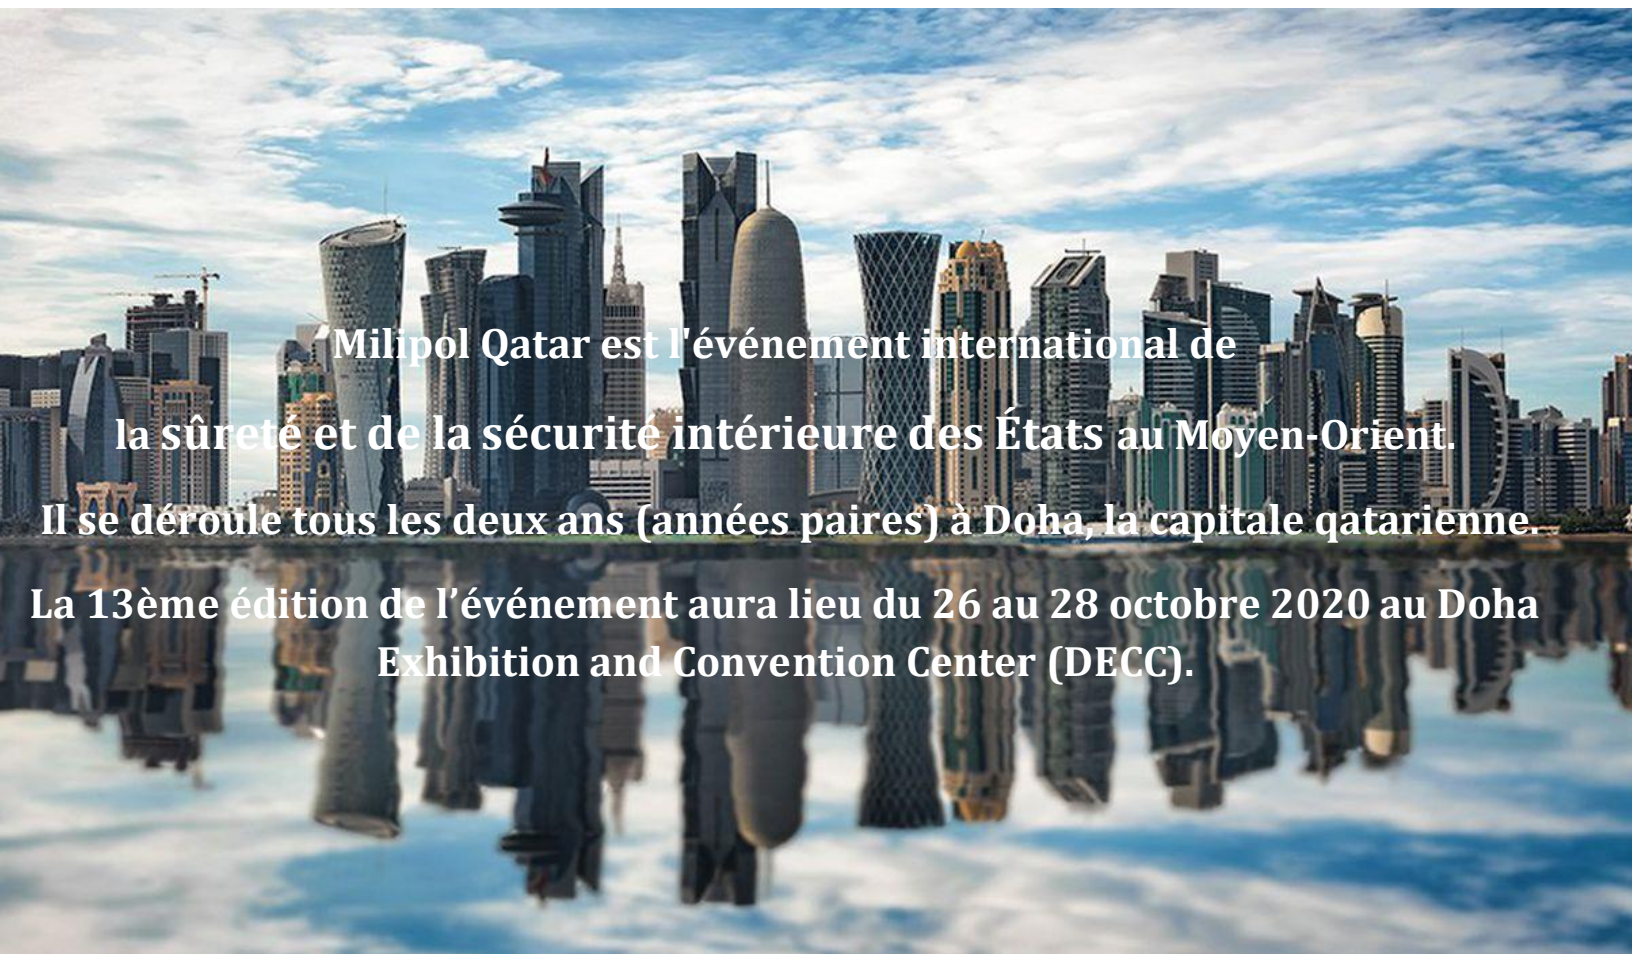 Milipol Qatar est l'événement international de
la sûreté et de la sécurité intérieure des États au Moyen-Orient.
Il se déroule tous les deux ans (années paires) à Doha, la capitale qatarienne.
La 13ème édition de l’événement aura lieu du 26 au 28 octobre 2020 au Doha
Exhibition and Convention Center (DECC).